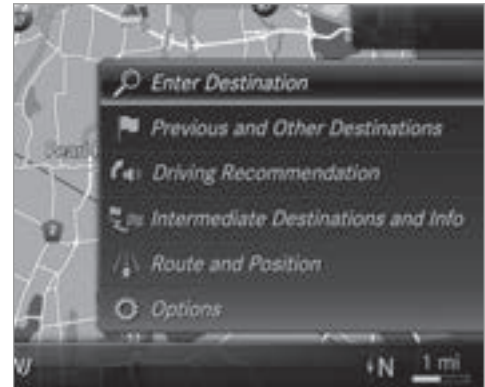 Enter Destination
Previous and Other Destinations
Driving Recommendation
Intermediate Destinations and Info
Route and Position
Options
N 1 mi